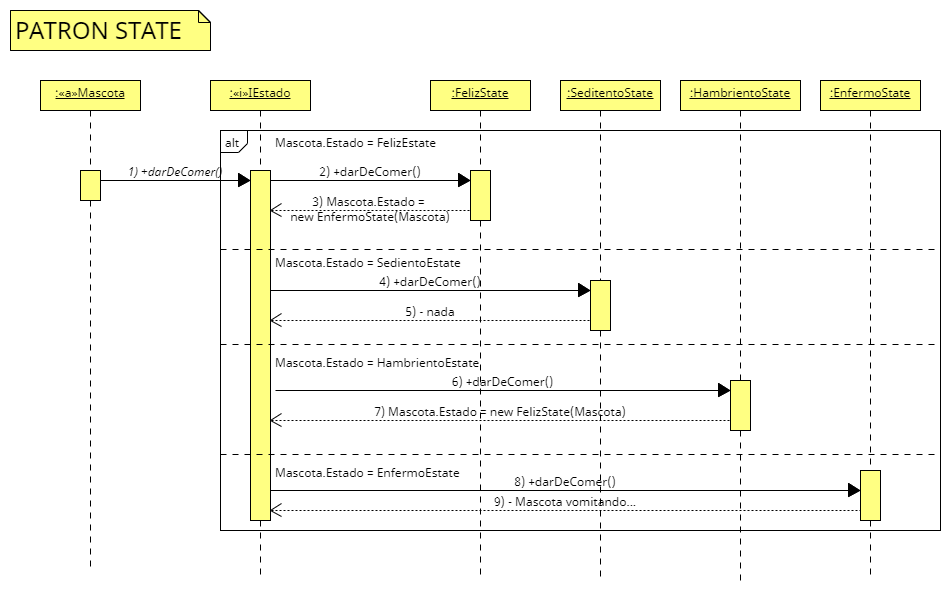 PATRON STATE
:«a»Mascota
:«i»IEstado
:FelizState
:SeditentoState
:HambrientoState
:EnfermoState
alt
Mascota.Estado = FelizEstate
1) +darDeComer()
2) +darDeComer()
3) Mascota.Estado =
new EnfermoState(Mascota)
Mascota.Estado = SedientoEstate
4) +darDeComer()
5) - nada
Mascota.Estado = HambrientoEstate
6) +darDeComer()
7) Mascota.Estado = new FelizState(Mascota)
Mascota.Estado = EnfermoEstate
8) +darDeComer()
9) - Mascota vomitando...